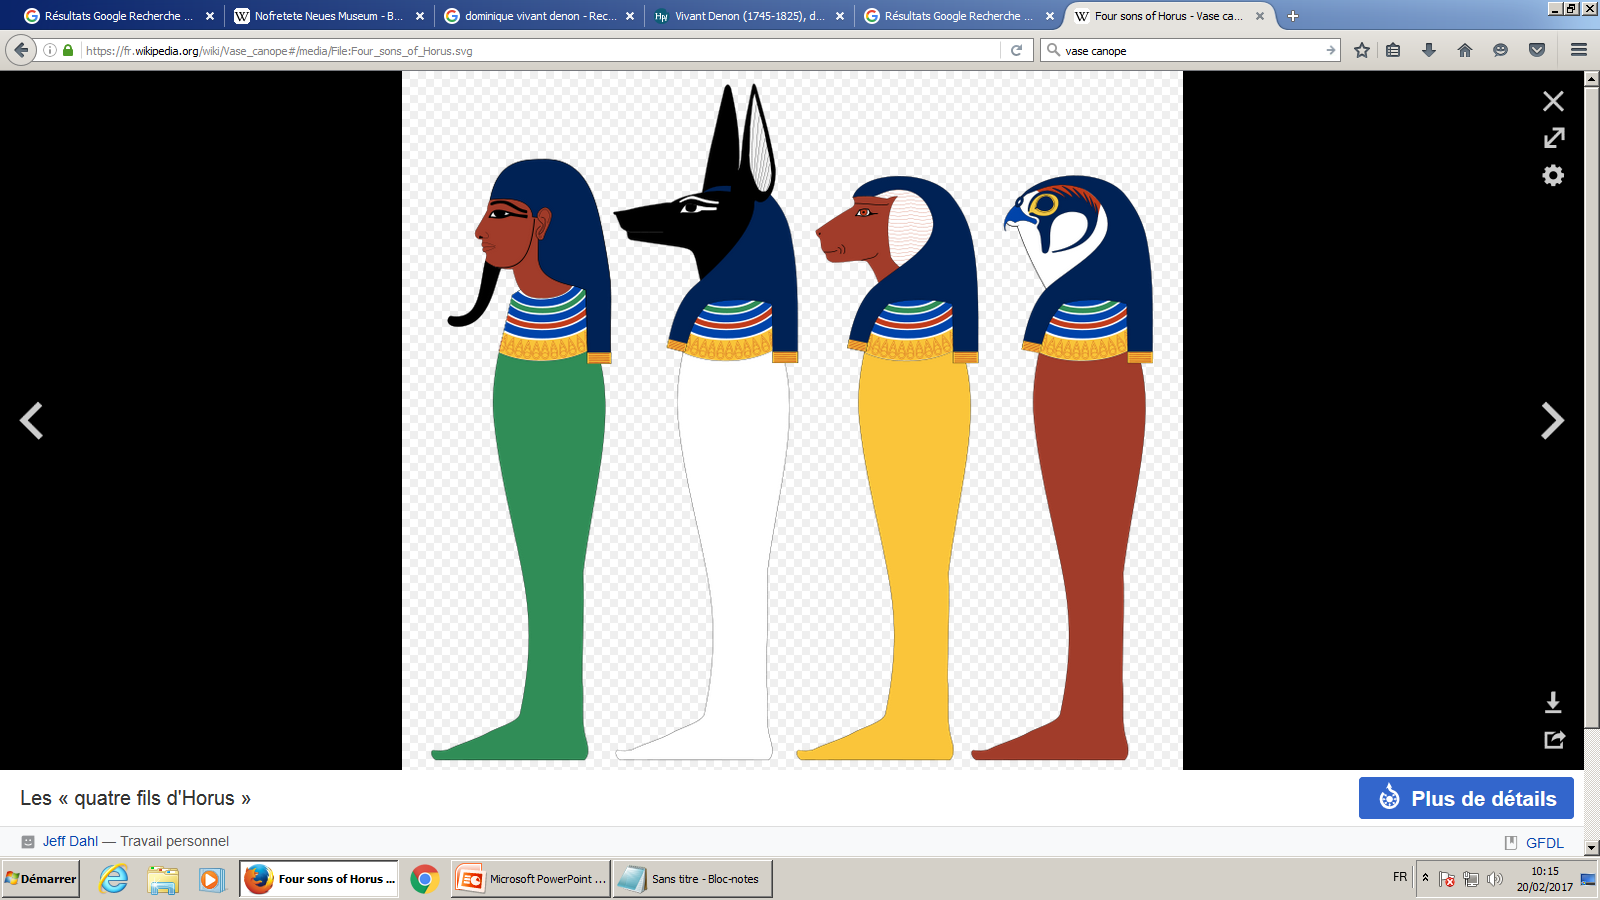 Résultats Google Recherche ...
Nofretete Neues Museum - B...
dominique vivant denon - Rec...
Vivant Denon (1745-1825), d...
Résultats Google Recherche ...
Four sons of Horus - Vase ca...
https://fr.wikipedia.org/wiki/Vase_canope#/media/File:Four_sons_of_Horus.svg
vase canope
Les « quatre fils d'Horus »
Plus de détails
Jeff Dahl — Travail personnel
GFDL
Démarrer
Four sons of Horus ...
Microsoft PowerPoint ...
Sans titre - Bloc-notes
FR
10:15
20/02/2017